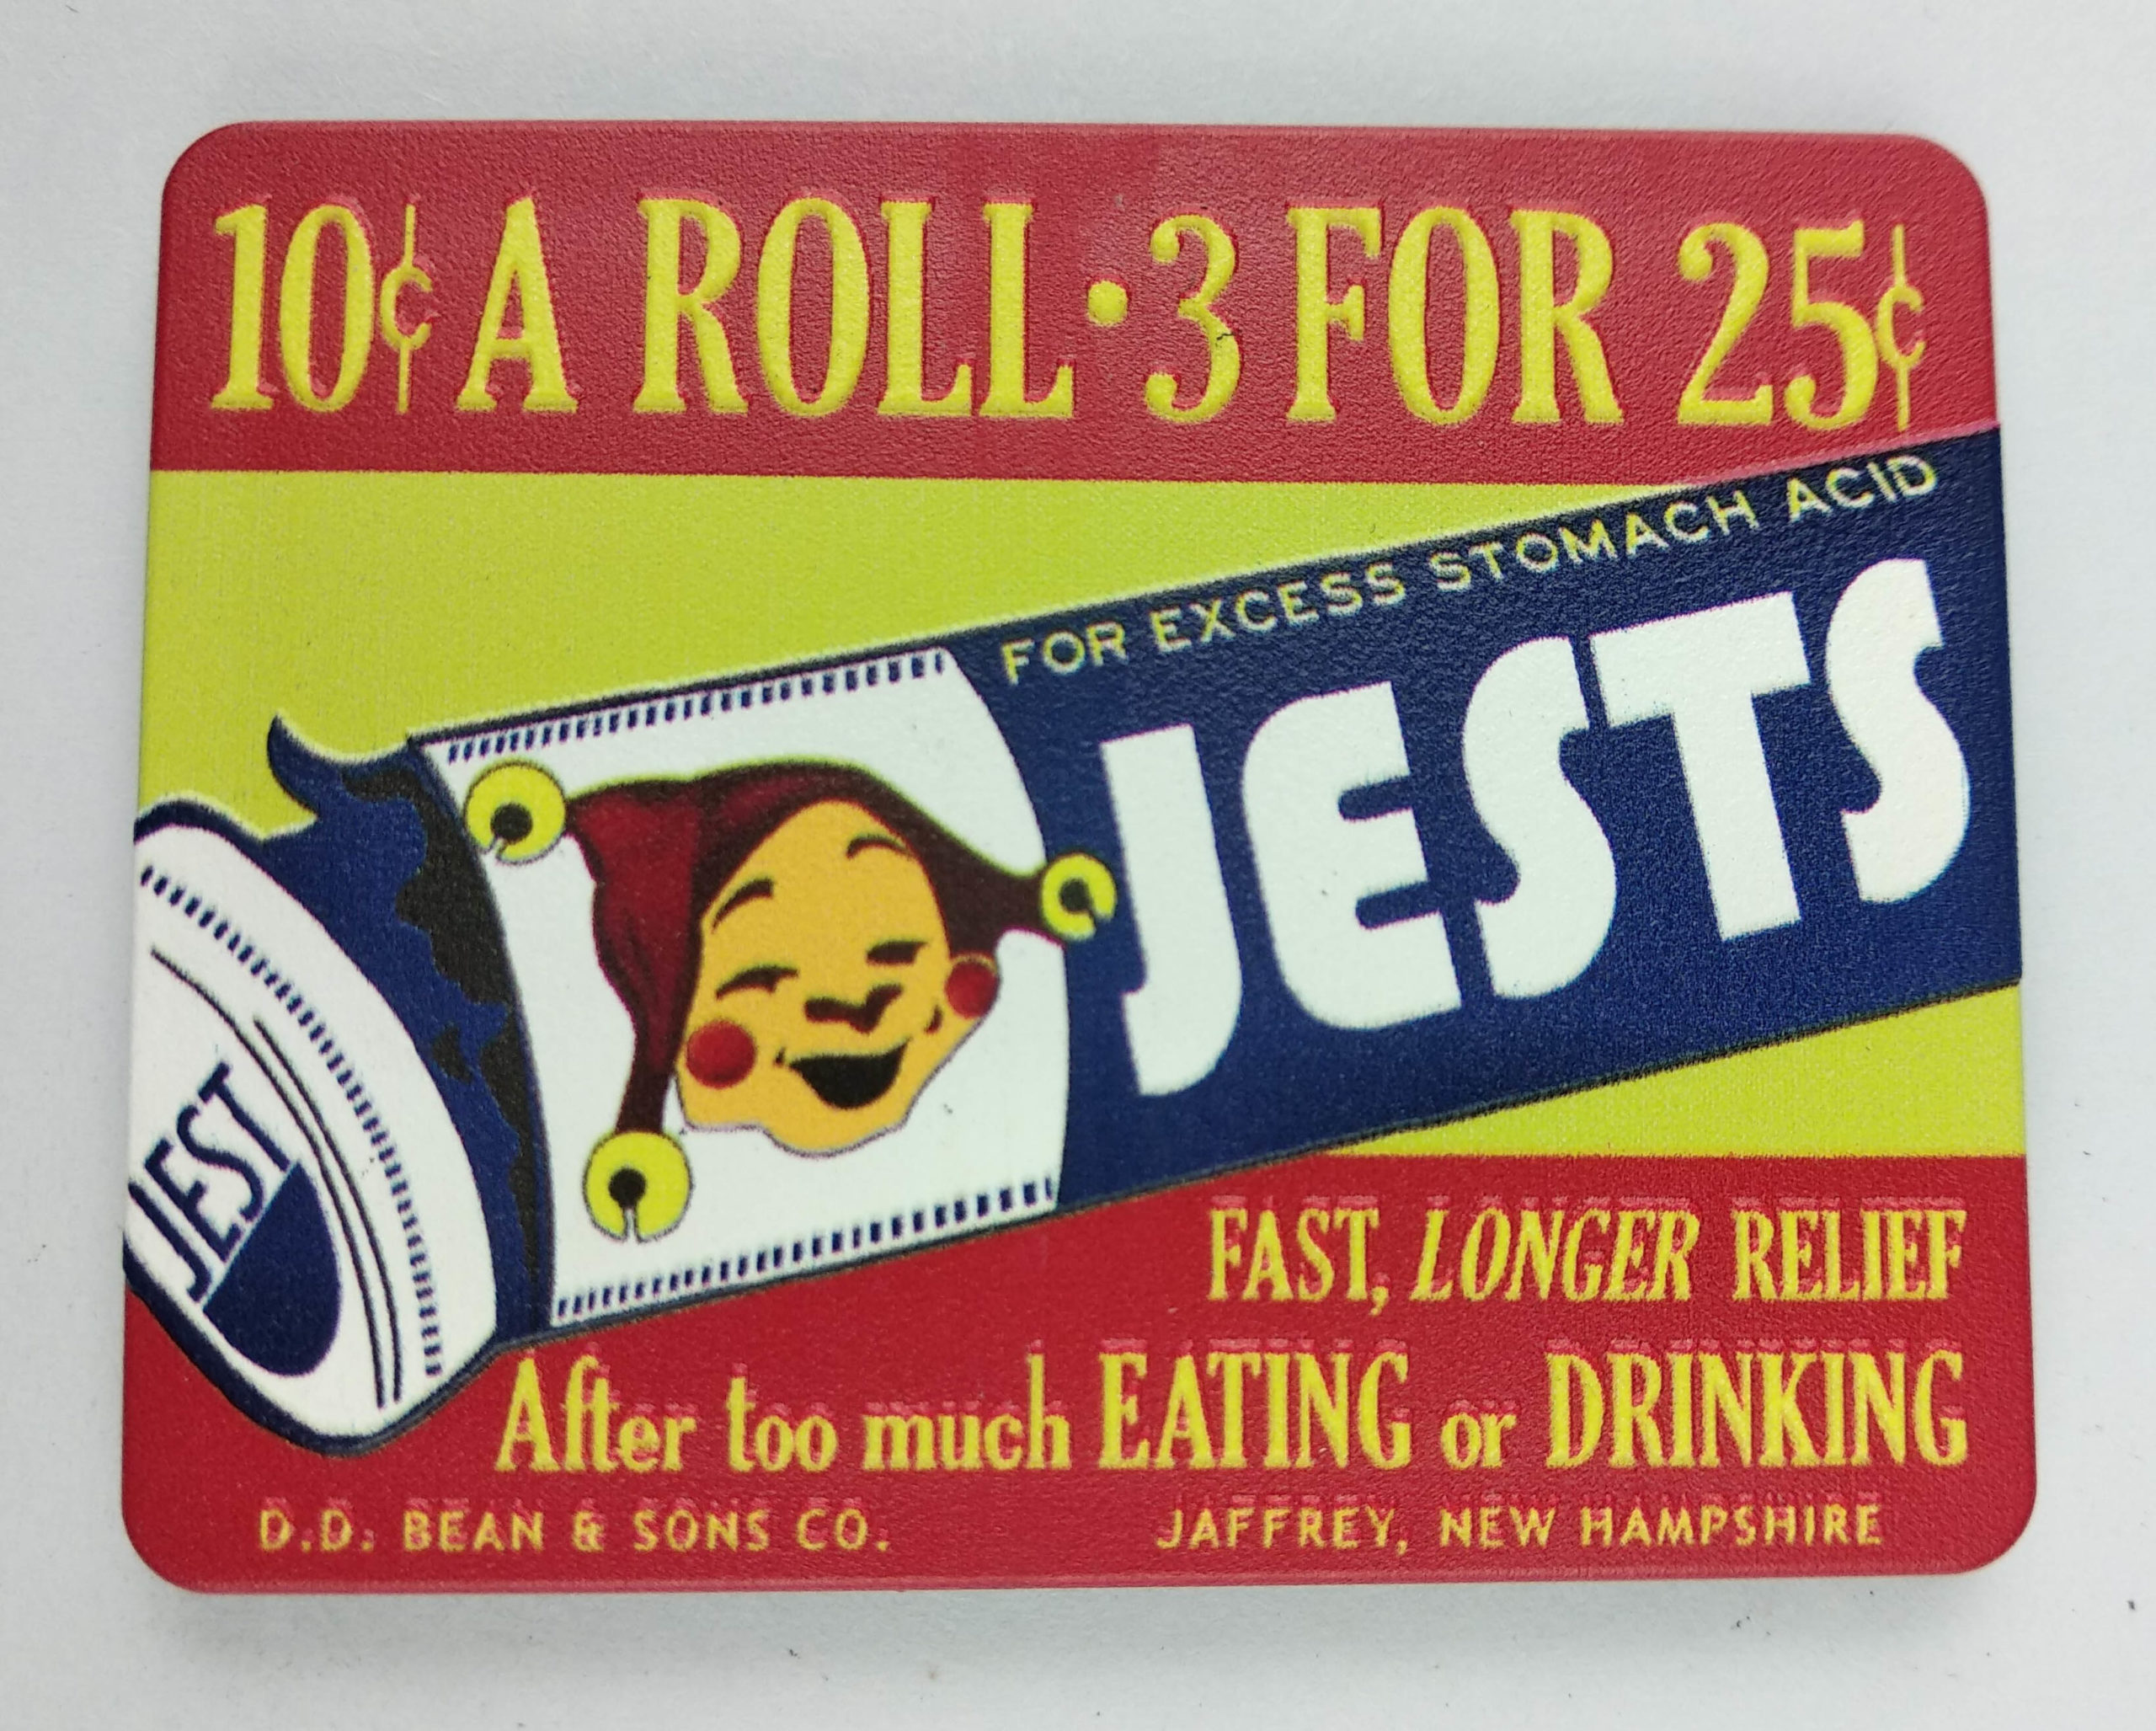 10¢ A ROLL · 3 FOR 25¢
FOR EXCESS STOMACH ACID
JESTS
JEST
FAST, LONGER RELIEF
After too much EATING or DRINKING
D.D. BEAN & SONS CO. JAFFREY, NEW HAMPSHIRE